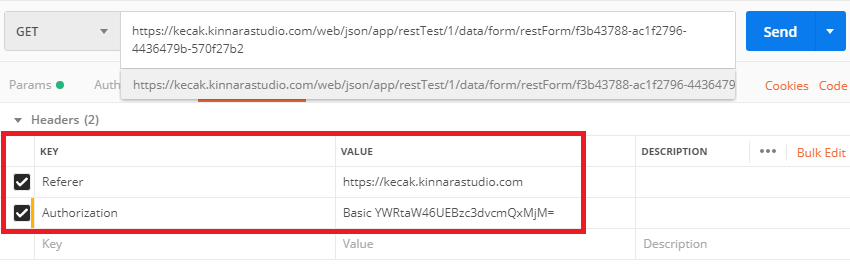 GET
https://kecak.kinnarastudio.com/web/json/app/restTest/1/data/form/restForm/f3b43788-ac1f2796-
4436479b-570f27b2
Send
https://kecak.kinnarastudio.com/web/json/app/restTest/1/data/form/restForm/f3b43788-ac1f2796-4436479
Params
Auth
Cookies Code
Headers (2)
KEY VALUE DESCRIPTION ••• Bulk Edit
Referer https://kecak.kinnarastudio.com
Authorization Basic YWRtaW46UEBzc3dvcmQxMjM=
Key Value Description